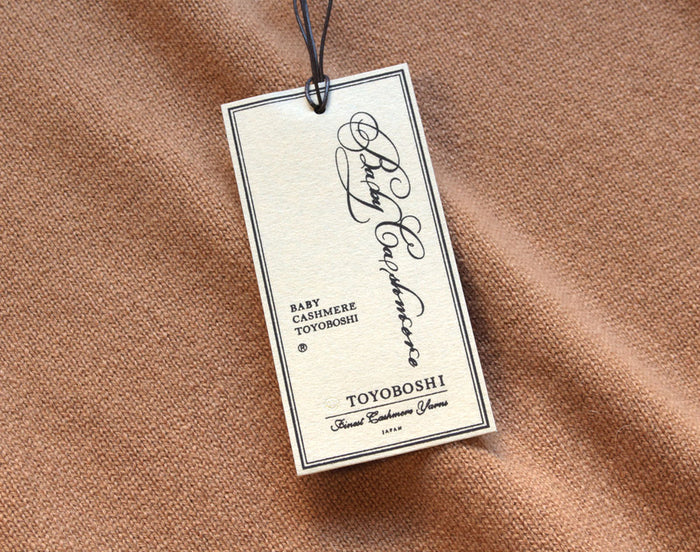 Baby Cashmere
BABY
CASHMERE
TOYOBOSHI
®
TOYOBOSHI
Finest Cashmere Yarns
JAPAN